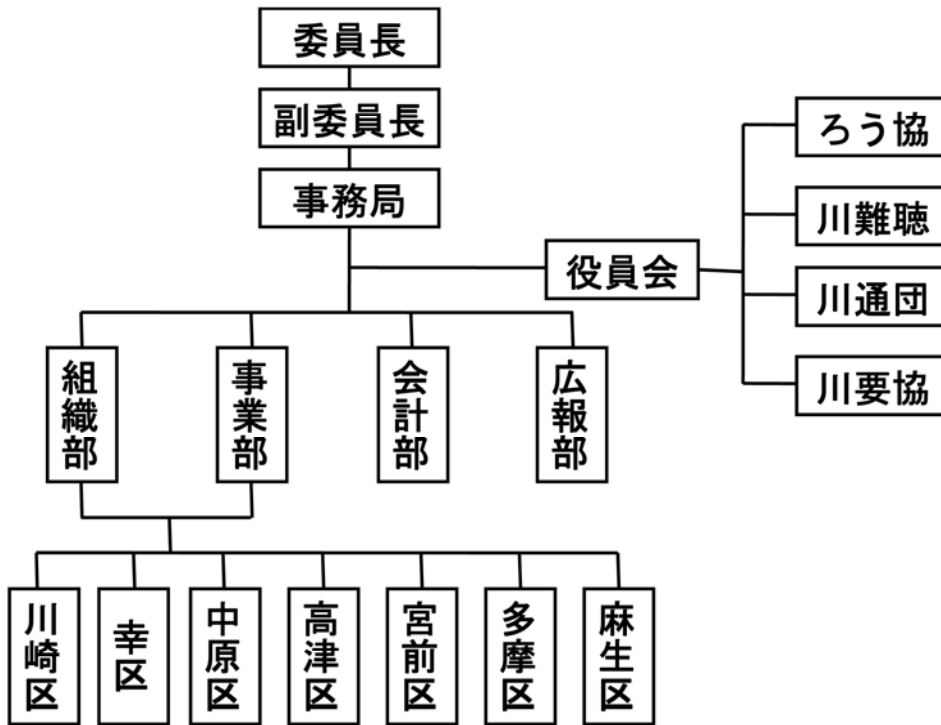 委員長
副委員長
事務局
役員会
ろう協
川難聴
川通団
川要協
組織部
事業部
会計部
広報部
川崎区
幸区
中原区
高津区
宮前区
多摩区
麻生区